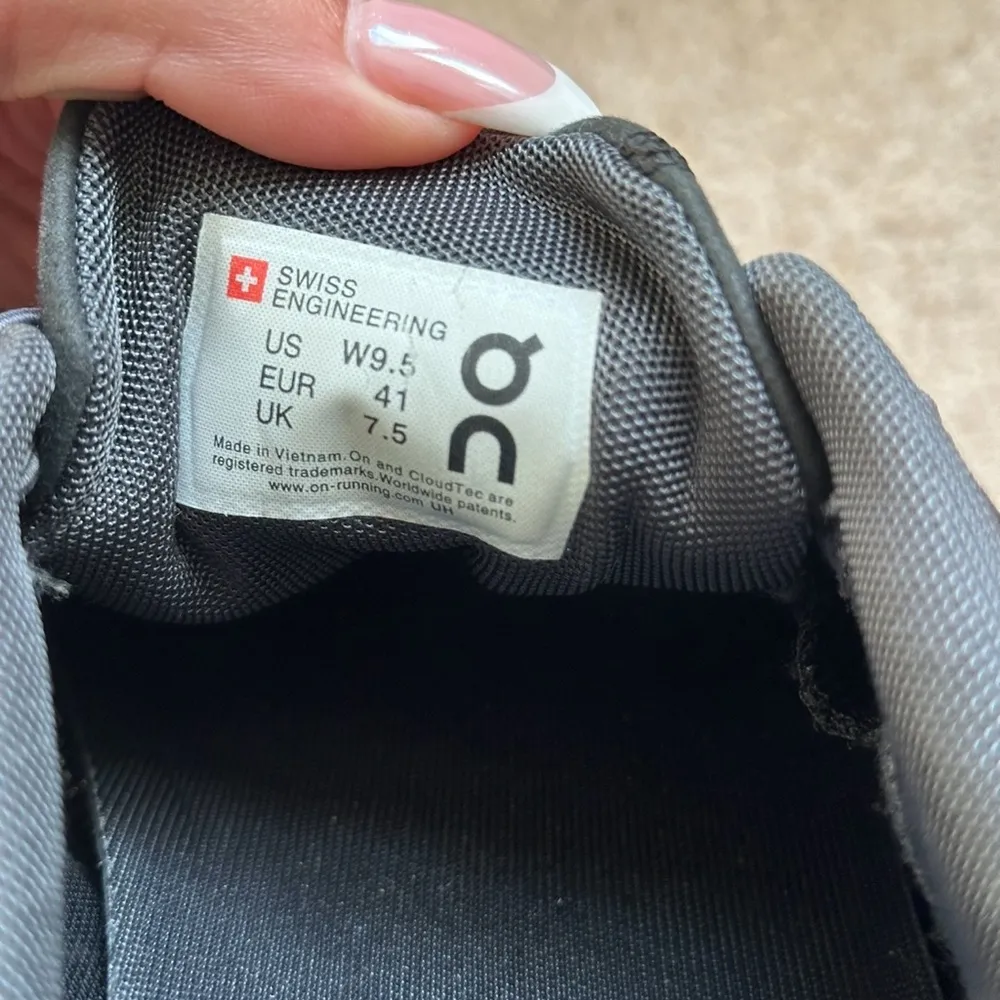 SWISS
ENGINEERING
US W9.5
EUR 41
UK 7.5
Made in Vietnam. On and CloudTec are
registered trademarks. Worldwide patents.
www.on-running.com UH
On